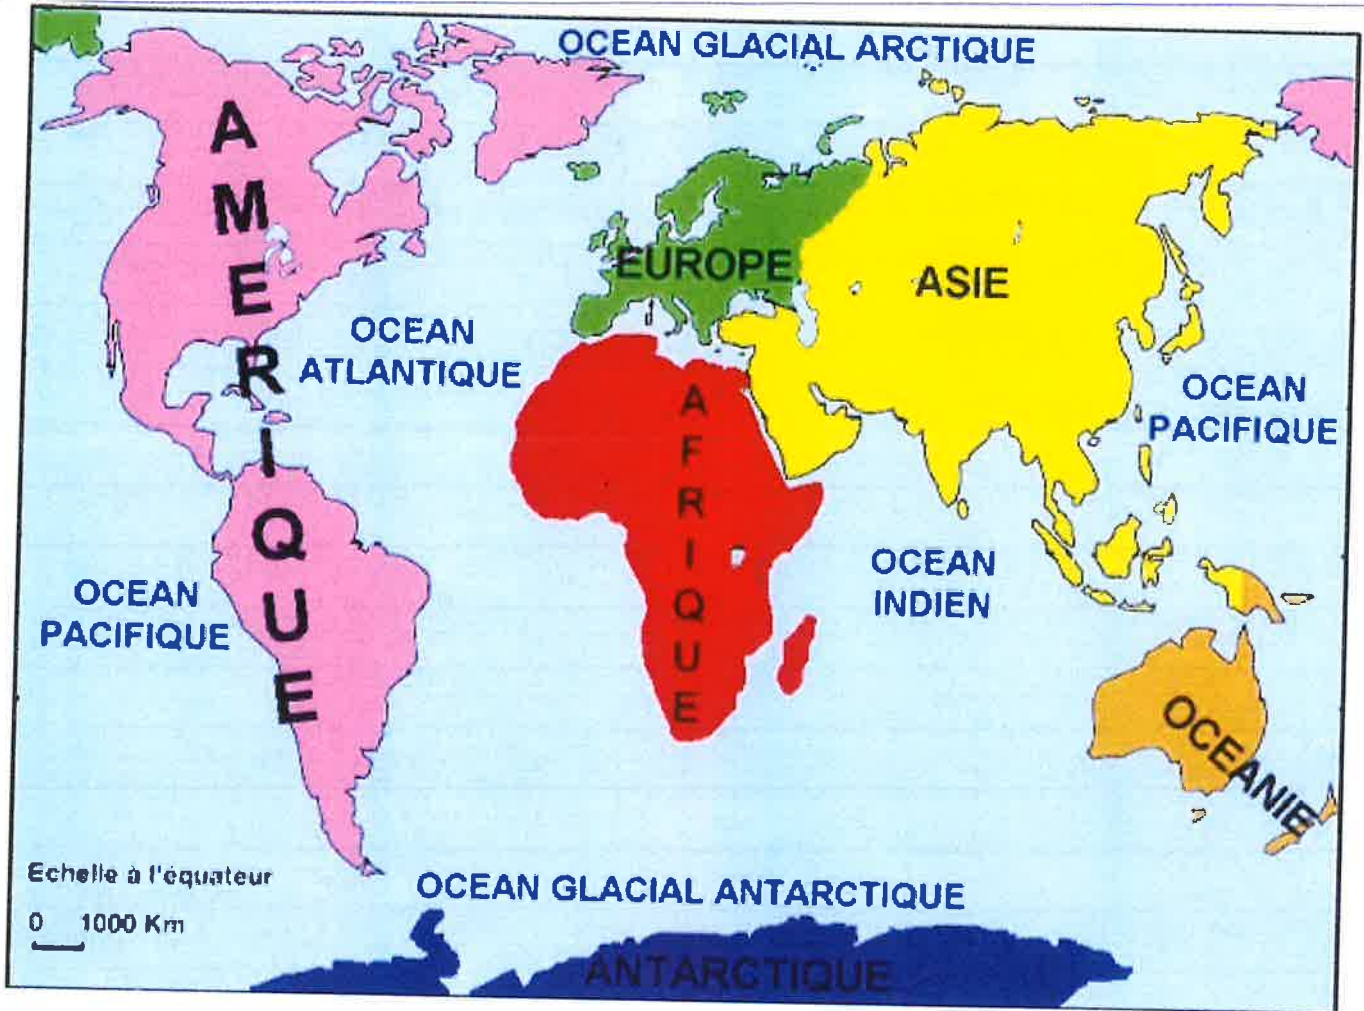 OCEAN GLACIAL ARCTIQUE
AMERIQUE
EUROPE
ASIE
OCEAN
ATLANTIQUE
AFRIQUE
OCEAN
PACIFIQUE
OCEAN
INDIEN
OCEAN
PACIFIQUE
OCEANIE
Echelle à l'équateur
0 1000 Km
OCEAN GLACIAL ANTARCTIQUE
ANTARCTIQUE